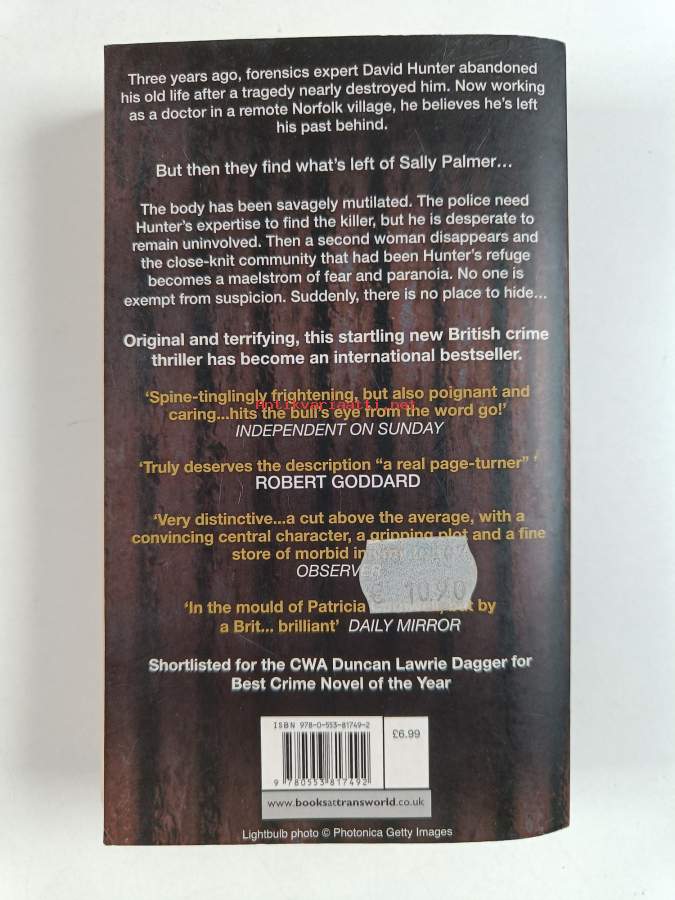 Three years ago, forensics expert David Hunter abandoned
his old life after a tragedy nearly destroyed him. Now working
as a doctor in a remote Norfolk village, he believes he's left
his past behind.
But then they find what's left of Sally Palmer...
The body has been savagely mutilated. The police need
Hunter's expertise to find the killer, but he is desperate to
remain uninvolved. Then a second woman disappears and
the close-knit community that had been Hunter's refuge
becomes a maelstrom of fear and paranoia. No one is
exempt from suspicion. Suddenly, there is no place to hide...
Original and terrifying, this startling new British crime
thriller has become an international bestseller.
'Spine-tinglingly frightening, but also poignant and
Antikvariaatti.net
caring...hits the bull's eye from the word go!'
INDEPENDENT ON SUNDAY
'Truly deserves the description "a real page-turner" '
ROBERT GODDARD
'Very distinctive...a cut above the average, with a
convincing central character, a gripping plot and a fine
store of morbid
OBSERVER
€ 10.90
'In the mould of Patricia by
a Brit... brilliant' DAILY MIRROR
Shortlisted for the CWA Duncan Lawrie Dagger for
Best Crime Novel of the Year
ISBN 978-0-553-81749-2
£6.99
9 780553 817492
www.booksattransworld.co.uk
Lightbulb photo © Photonica Getty Images